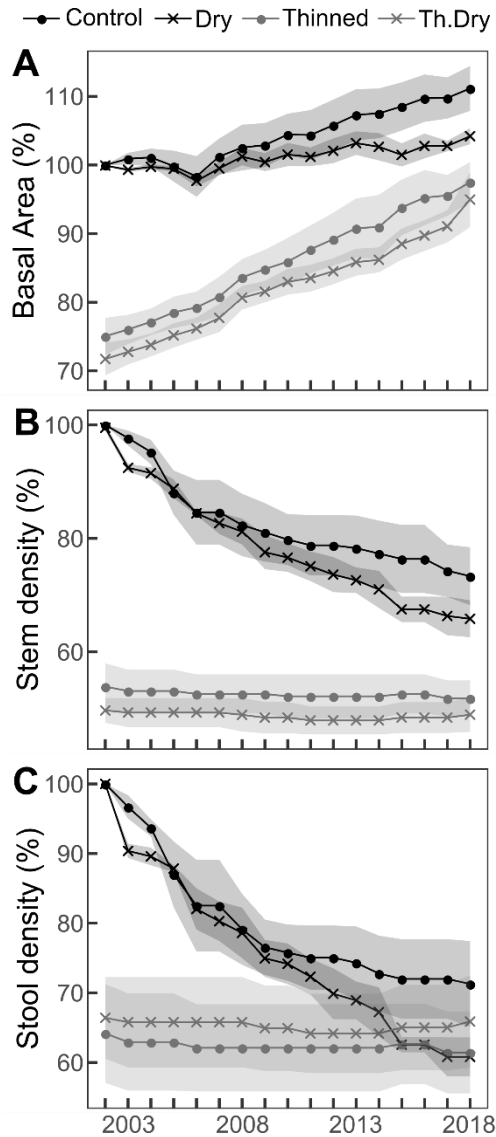 Control Dry Thinned Th.Dry
A
Basal Area (%)
110
100
90
80
70
B
Stem density (%)
100
80
60
C
Stool density (%)
100
90
80
70
60
2003 2008 2013 2018